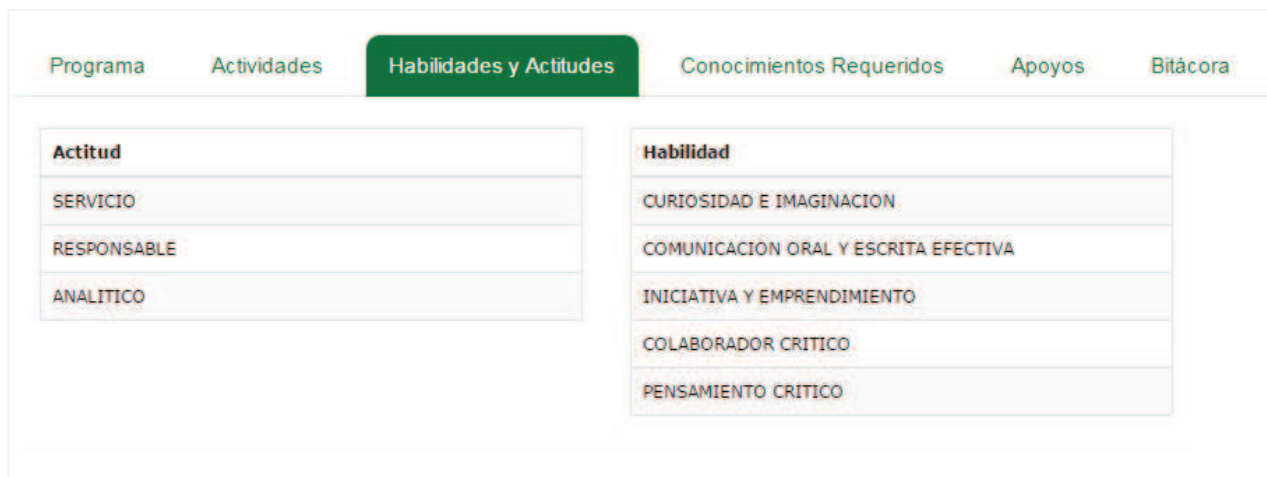 Programa Actividades Habilidades y Actitudes Conocimientos Requeridos Apoyos Bitácora
Actitud
SERVICIO
RESPONSABLE
ANALITICO
Habilidad
CURIOSIDAD E IMAGINACION
COMUNICACION ORAL Y ESCRITA EFECTIVA
INICIATIVA Y EMPRENDIMIENTO
COLABORADOR CRITICO
PENSAMIENTO CRITICO